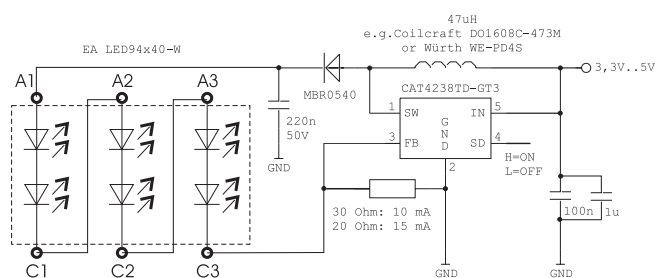 47uH
e.g.Coilcraft DO1608C-473M
or Würth WE-PD4S
EA LED94x40-W
3,3V..5V
A1 A2 A3
MBR0540
CAT4238TD-GT3
1 SW IN 5
GND
3 FB SD 4
2
220n
50V
GND
H=ON
L=OFF
30 Ohm: 10 mA
20 Ohm: 15 mA
100n 1u
C1 C2 C3
GND GND